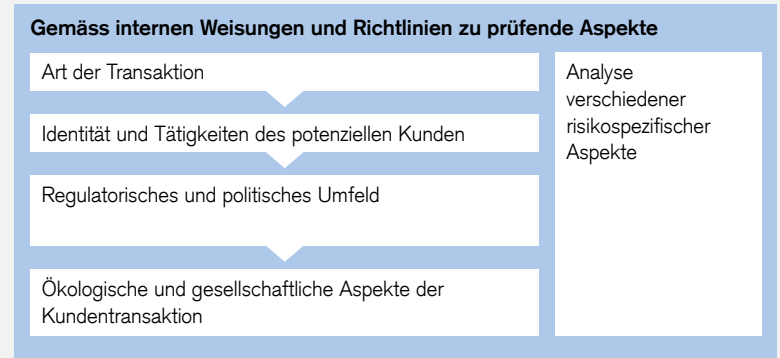 Gemäss internen Weisungen und Richtlinien zu prüfende Aspekte
Art der Transaktion
Identität und Tätigkeiten des potenziellen Kunden
Regulatorisches und politisches Umfeld
Ökologische und gesellschaftliche Aspekte der
Kundentransaktion
Analyse
verschiedener
risikospezifischer
Aspekte